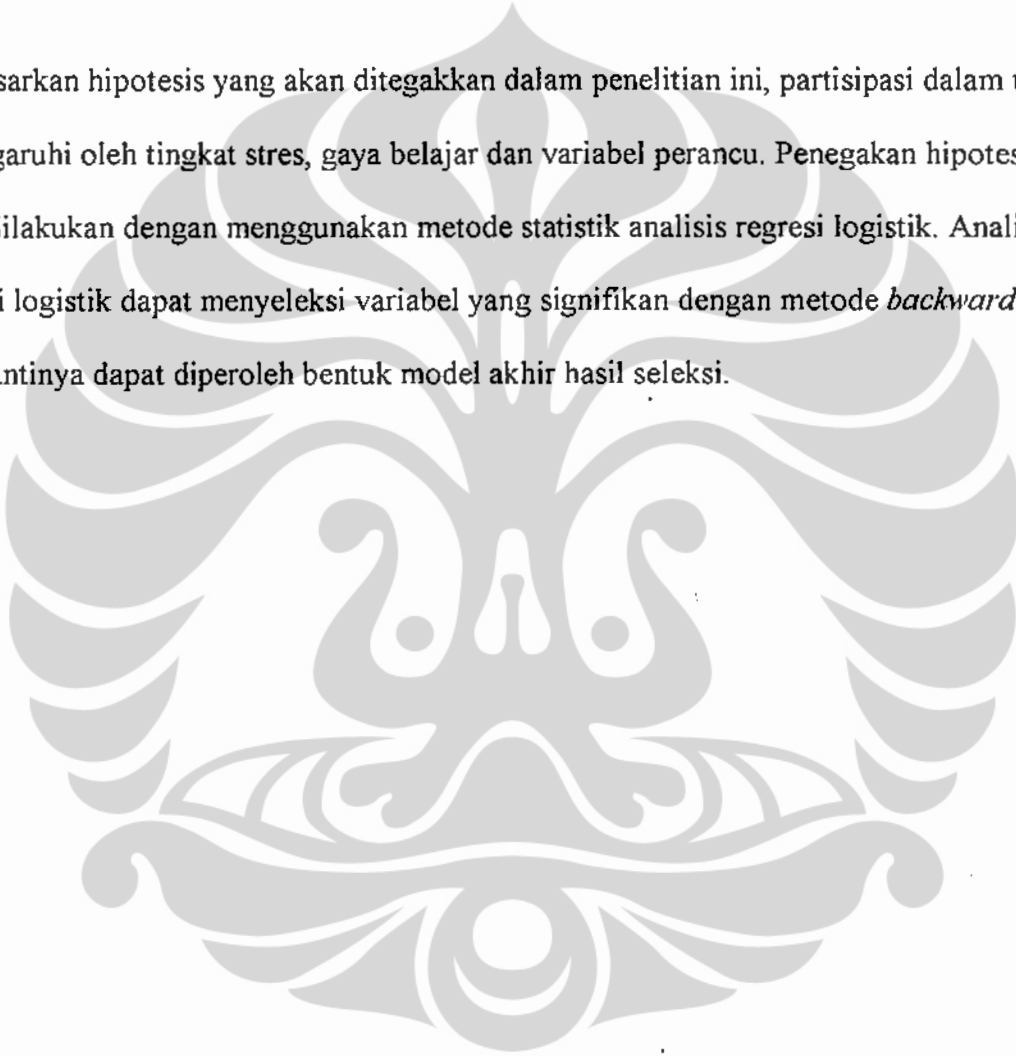 sarkan hipotesis yang akan ditegakkan dalam penelitian ini, partisipasi dalam
garuhi oleh tingkat stres, gaya belajar dan variabel perancu. Penegakan hipotes
ilakukan dengan menggunakan metode statistik analisis regresi logistik. Anali
i logistik dapat menyeleksi variabel yang signifikan dengan metode backward
ntinya dapat diperoleh bentuk model akhir hasil seleksi.